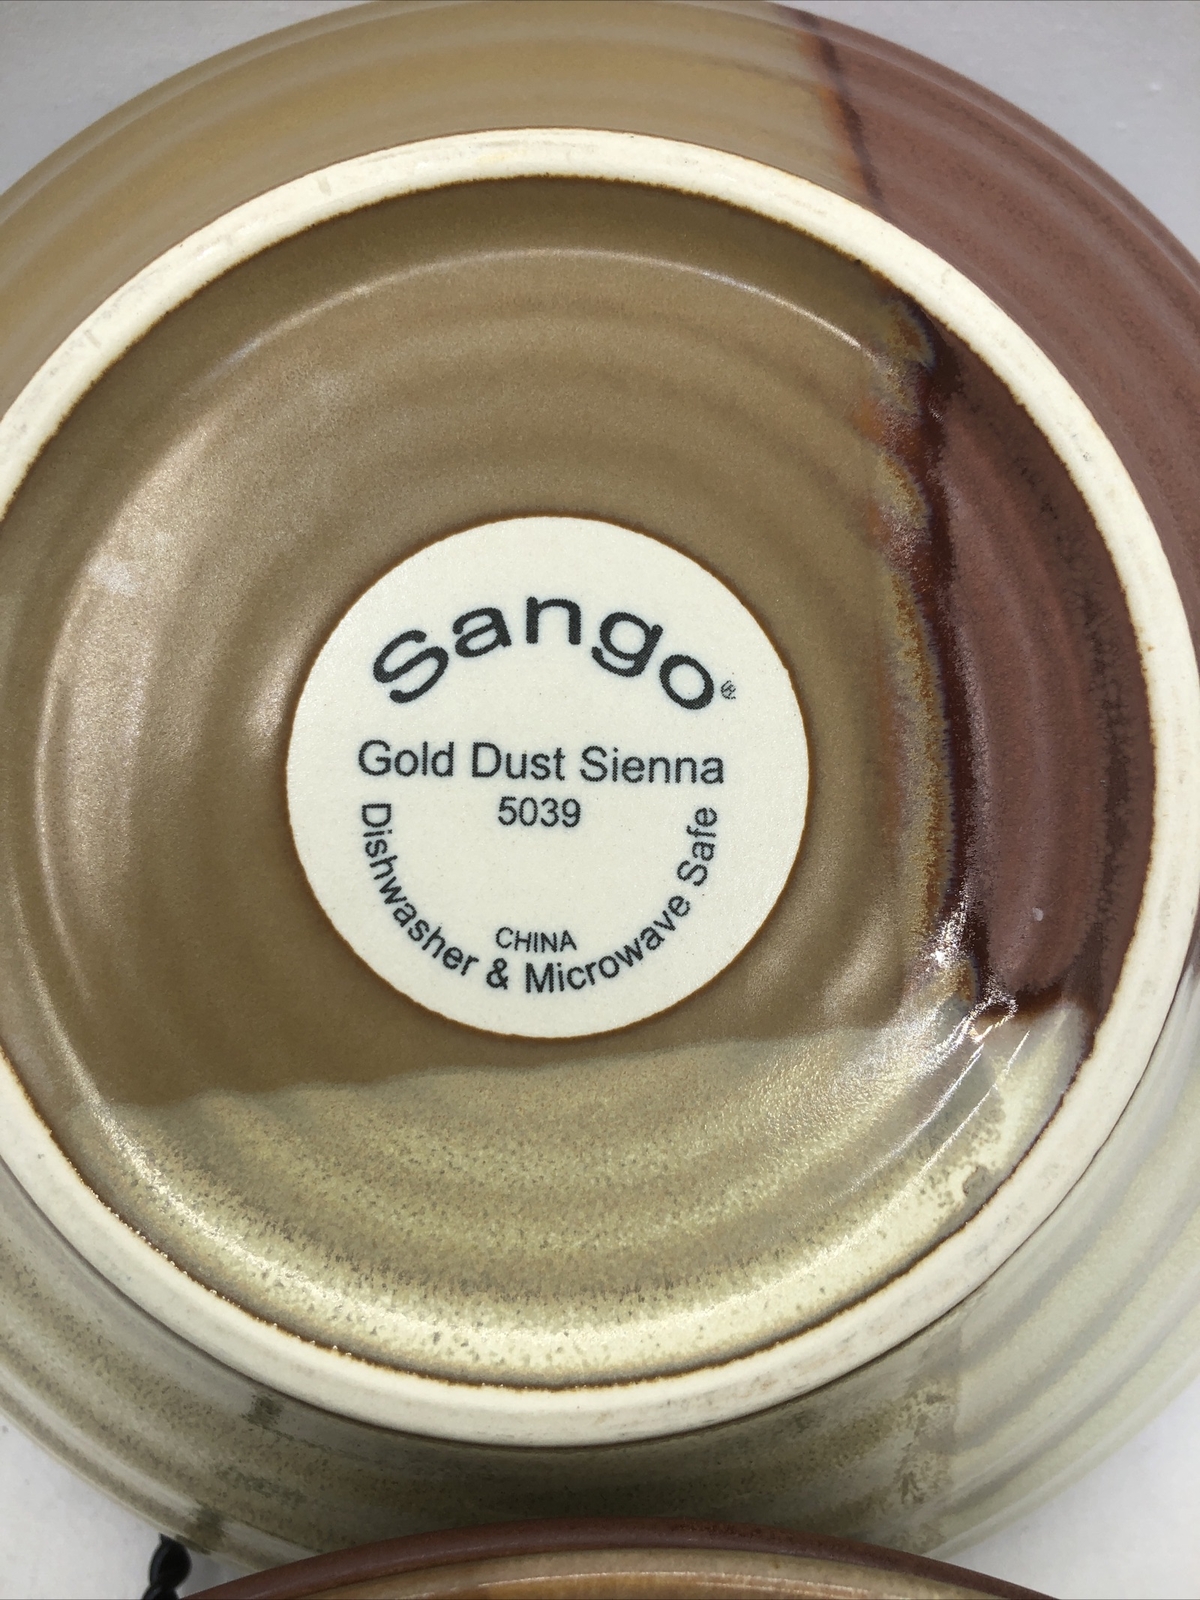 Sango®
Gold Dust Sienna
5039
CHINA
Dishwasher & Microwave Safe